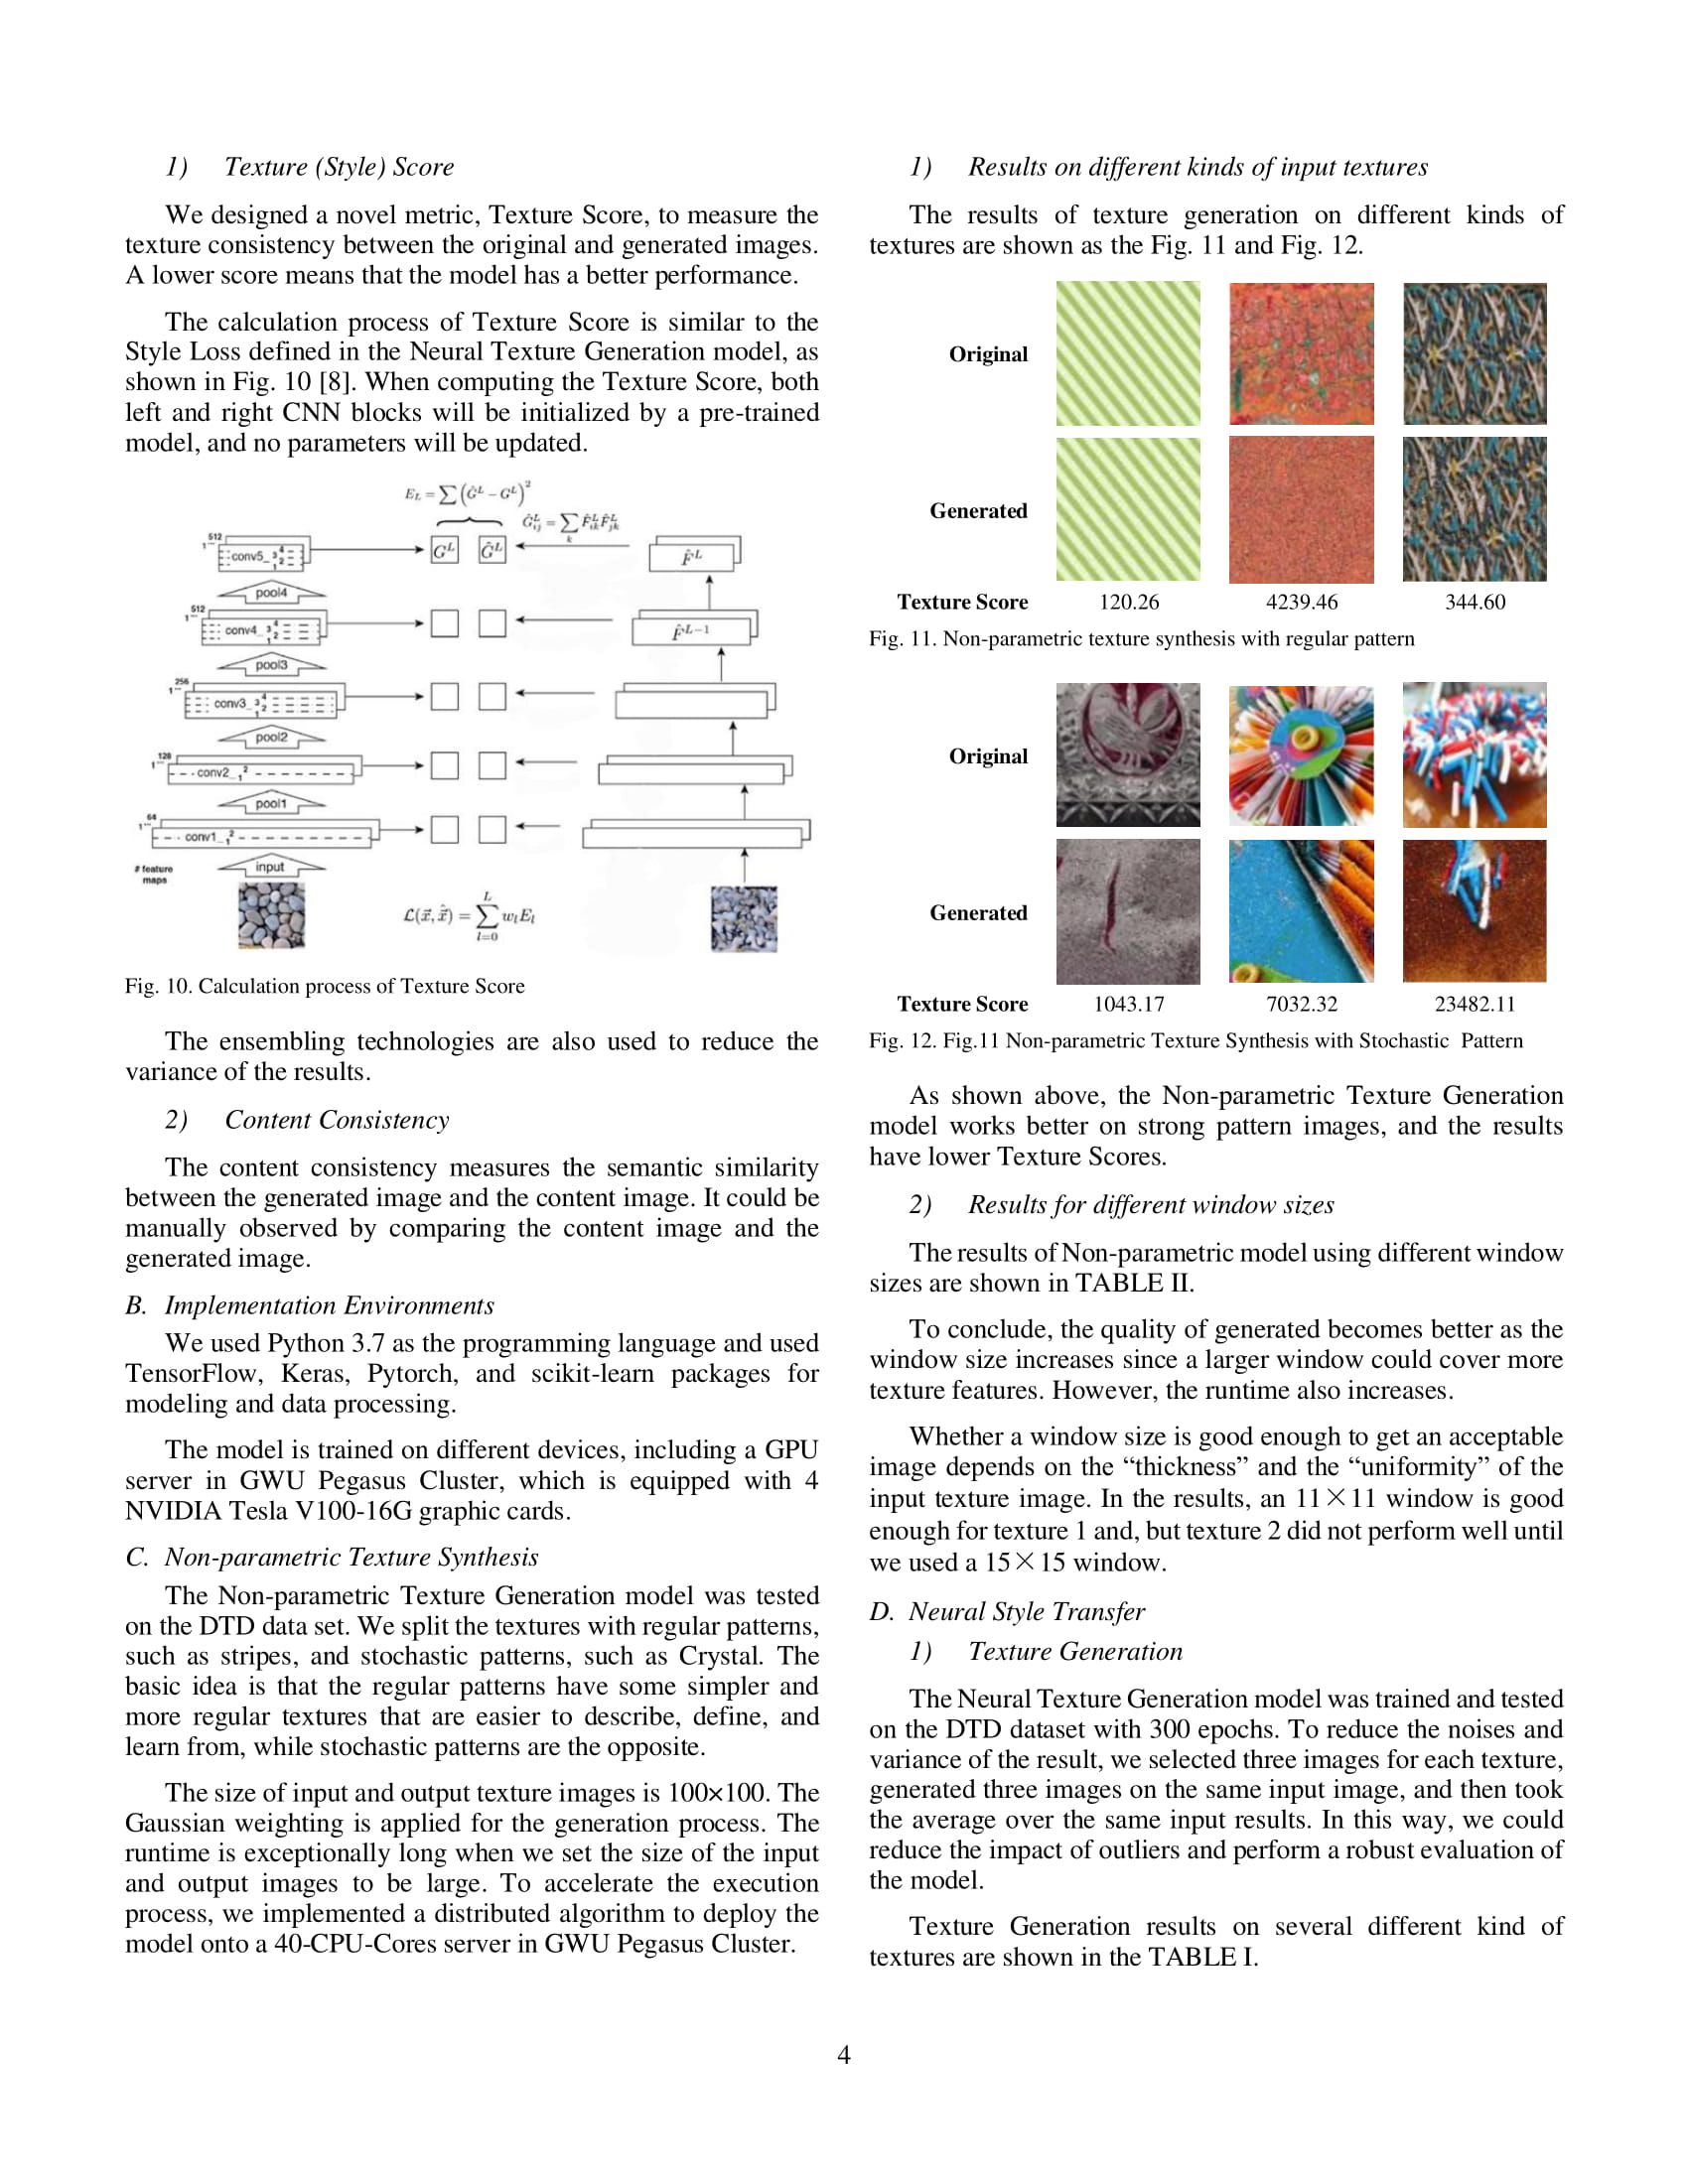 1) Texture (Style) Score
We designed a novel metric, Texture Score, to measure the
texture consistency between the original and generated images.
A lower score means that the model has a better performance.
The calculation process of Texture Score is similar to the
Style Loss defined in the Neural Texture Generation model, as
shown in Fig. 10 [8]. When computing the Texture Score, both
left and right CNN blocks will be initialized by a pre-trained
model, and no parameters will be updated.
E_L = ∑(Ĝ^L − G^L)^2
Ĝ_ij^L = ∑_k F̂_ik^L F̂_jk^L
512
1...
conv5_ 1 2 3 4
G^L
Ĝ^L
F̂^L
pool4
512
1...
conv4_ 1 2 3 4
F̂^L−1
pool3
256
1...
conv3_ 1 2 3 4
pool2
128
1...
conv2_ 1 2
pool1
64
1...
conv1_ 1 2
# feature
maps
input
L(x⃗, x̂⃗) = ∑_{l=0}^{L} w_l E_l
Fig. 10. Calculation process of Texture Score
The ensembling technologies are also used to reduce the
variance of the results.
2) Content Consistency
The content consistency measures the semantic similarity
between the generated image and the content image. It could be
manually observed by comparing the content image and the
generated image.
B. Implementation Environments
We used Python 3.7 as the programming language and used
TensorFlow, Keras, Pytorch, and scikit-learn packages for
modeling and data processing.
The model is trained on different devices, including a GPU
server in GWU Pegasus Cluster, which is equipped with 4
NVIDIA Tesla V100-16G graphic cards.
C. Non-parametric Texture Synthesis
The Non-parametric Texture Generation model was tested
on the DTD data set. We split the textures with regular patterns,
such as stripes, and stochastic patterns, such as Crystal. The
basic idea is that the regular patterns have some simpler and
more regular textures that are easier to describe, define, and
learn from, while stochastic patterns are the opposite.
The size of input and output texture images is 100×100. The
Gaussian weighting is applied for the generation process. The
runtime is exceptionally long when we set the size of the input
and output images to be large. To accelerate the execution
process, we implemented a distributed algorithm to deploy the
model onto a 40-CPU-Cores server in GWU Pegasus Cluster.
1) Results on different kinds of input textures
The results of texture generation on different kinds of
textures are shown as the Fig. 11 and Fig. 12.
Original
Generated
Texture Score 120.26 4239.46 344.60
Fig. 11. Non-parametric texture synthesis with regular pattern
Original
Generated
Texture Score 1043.17 7032.32 23482.11
Fig. 12. Fig.11 Non-parametric Texture Synthesis with Stochastic Pattern
As shown above, the Non-parametric Texture Generation
model works better on strong pattern images, and the results
have lower Texture Scores.
2) Results for different window sizes
The results of Non-parametric model using different window
sizes are shown in TABLE II.
To conclude, the quality of generated becomes better as the
window size increases since a larger window could cover more
texture features. However, the runtime also increases.
Whether a window size is good enough to get an acceptable
image depends on the “thickness” and the “uniformity” of the
input texture image. In the results, an 11×11 window is good
enough for texture 1 and, but texture 2 did not perform well until
we used a 15×15 window.
D. Neural Style Transfer
1) Texture Generation
The Neural Texture Generation model was trained and tested
on the DTD dataset with 300 epochs. To reduce the noises and
variance of the result, we selected three images for each texture,
generated three images on the same input image, and then took
the average over the same input results. In this way, we could
reduce the impact of outliers and perform a robust evaluation of
the model.
Texture Generation results on several different kind of
textures are shown in the TABLE I.
4